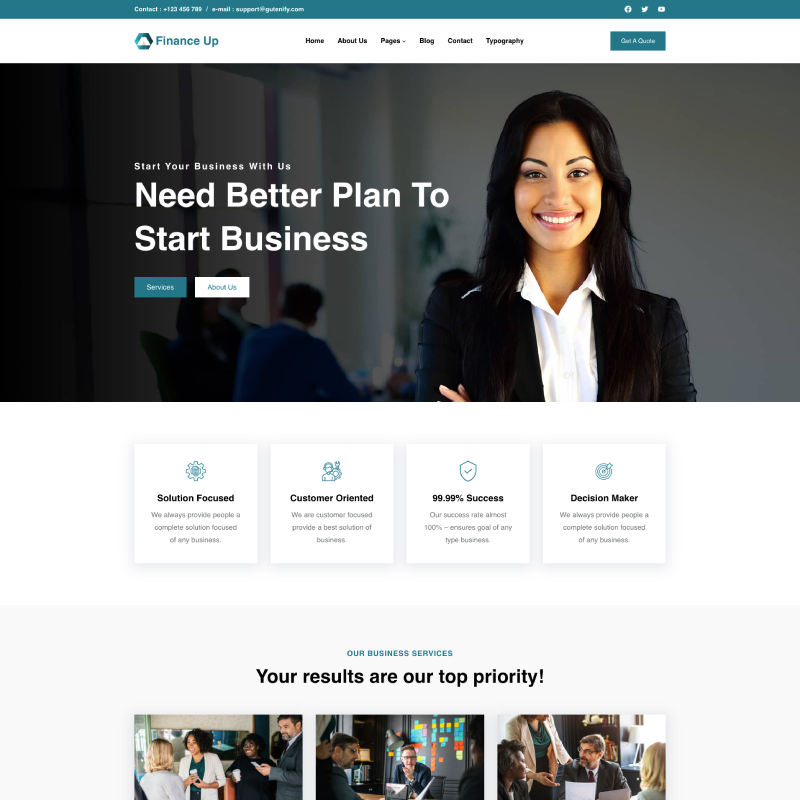 Contact : +123 456 789 / e-mail : support@gutenify.com
Finance Up
Home About Us Pages Blog Contact Typography
Get A Quote
Start Your Business With Us
Need Better Plan To
Start Business
Services About Us
Solution Focused
We always provide people a
complete solution focused
of any business.
Customer Oriented
We are customer focused
provide a best solution of
business.
99.99% Success
Our success rate almost
100% – ensures goal of any
type business.
Decision Maker
We always provide people a
complete solution focused
of any business.
OUR BUSINESS SERVICES
Your results are our top priority!